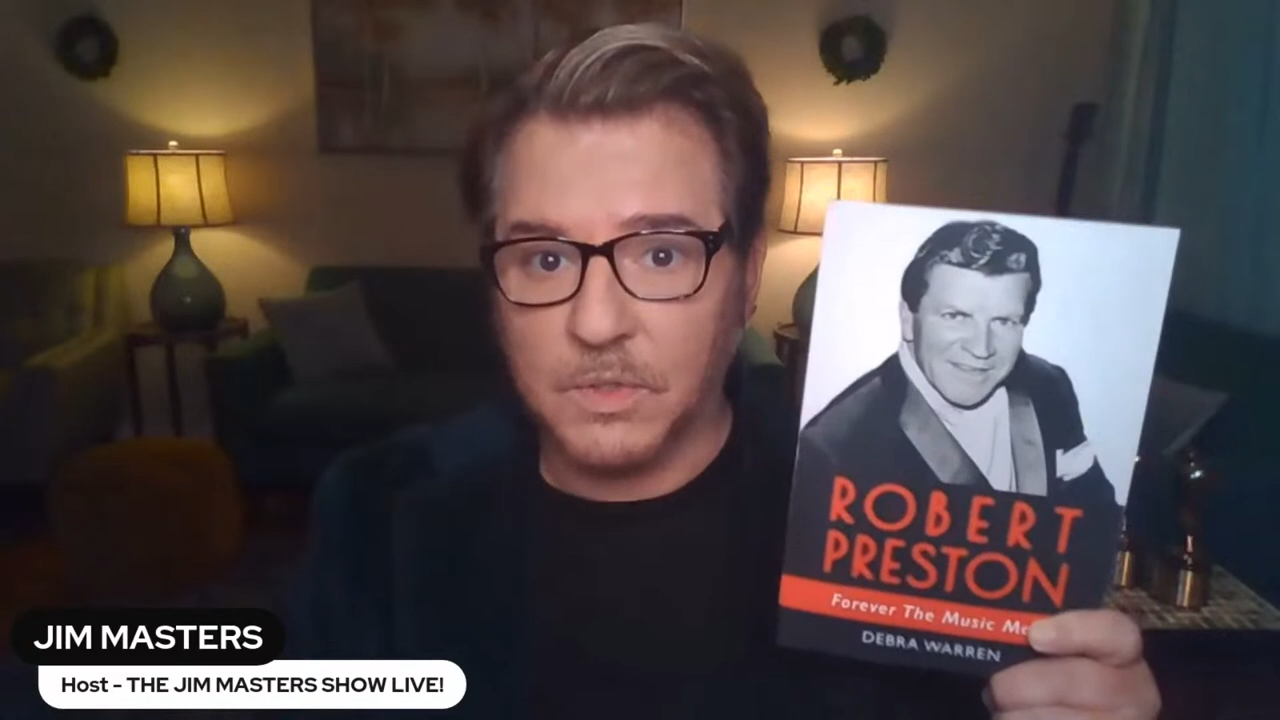 ROBERT
PRESTON
Forever The Music
DEBRA WARREN
JIM MASTERS
Host - THE JIM MASTERS SHOW LIVE!